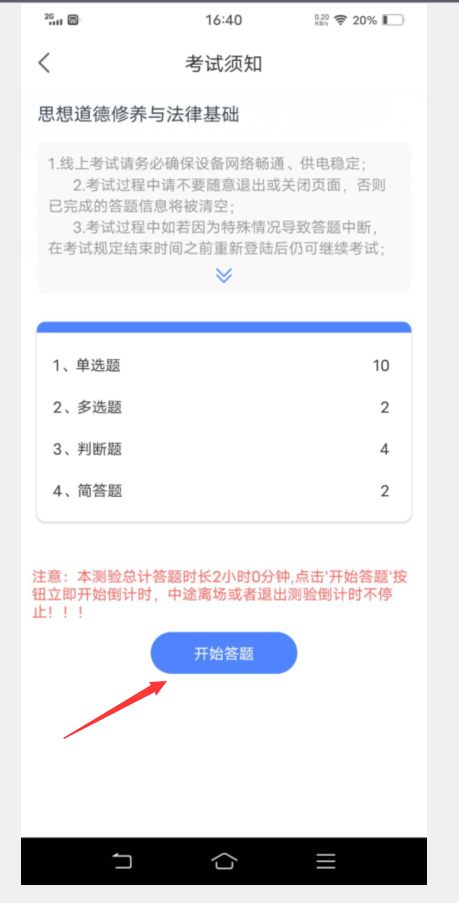 2G
16:40
0.20
KB/s
20%
考试须知
思想道德修养与法律基础
1.线上考试请务必确保设备网络畅通、供电稳定；
2.考试过程中请不要随意退出或关闭页面，否则
已完成的答题信息将被清空；
3.考试过程中如若因为特殊情况导致答题中断，
在考试规定结束时间之前重新登陆后仍可继续考试；
1、单选题 10
2、多选题 2
3、判断题 4
4、简答题 2
注意：本测验总计答题时长2小时0分钟,点击'开始答题'按
钮立即开始倒计时，中途离场或者退出测验倒计时不停
止！！！
开始答题